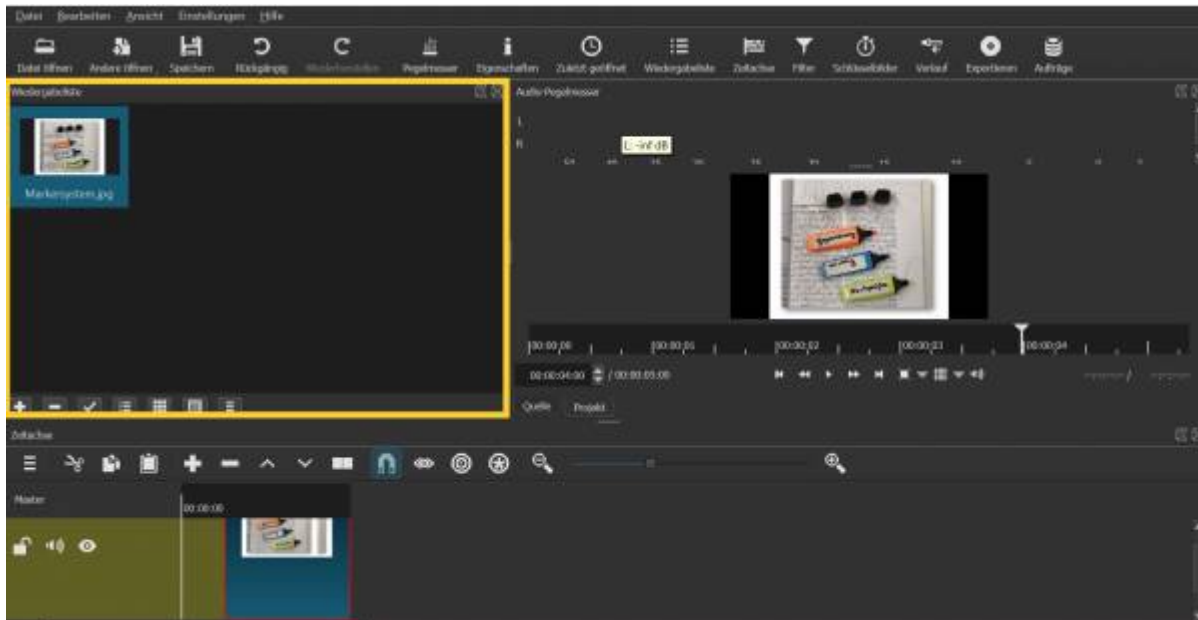 Datei Bearbeiten Ansicht Einstellungen Hilfe
Datei öffnen Andere öffnen Speichern Rückgängig Wiederherstellen Pegelmesser Eigenschaften Zuletzt geöffnet Wiedergabeliste Zeitachse Filter Schlüsselbilder Verlauf Exportieren Aufträge
Wiedergabeliste
Markersystem.jpg
Audio-Pegelmesser
L
R
L: -inf dB
00:00:00 00:00:01 00:00:02 00:00:03 00:00:04
00:00:04:00 / 00:00:05:00
--:--:--:-- / --:--:--:--
Quelle Projekt
Zeitachse
Master
00:00:00